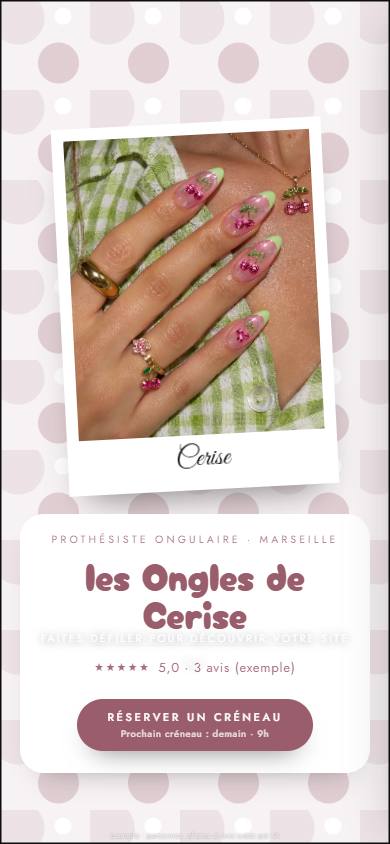 Cerise
PROTHÉSISTE ONGULAIRE · MARSEILLE
les Ongles de
Cerise
FAITES DÉFILER POUR DÉCOUVRIR VOTRE SITE
★★★★★ 5,0 · 3 avis (exemple)
RÉSERVER UN CRÉNEAU
Prochain créneau : demain · 9h